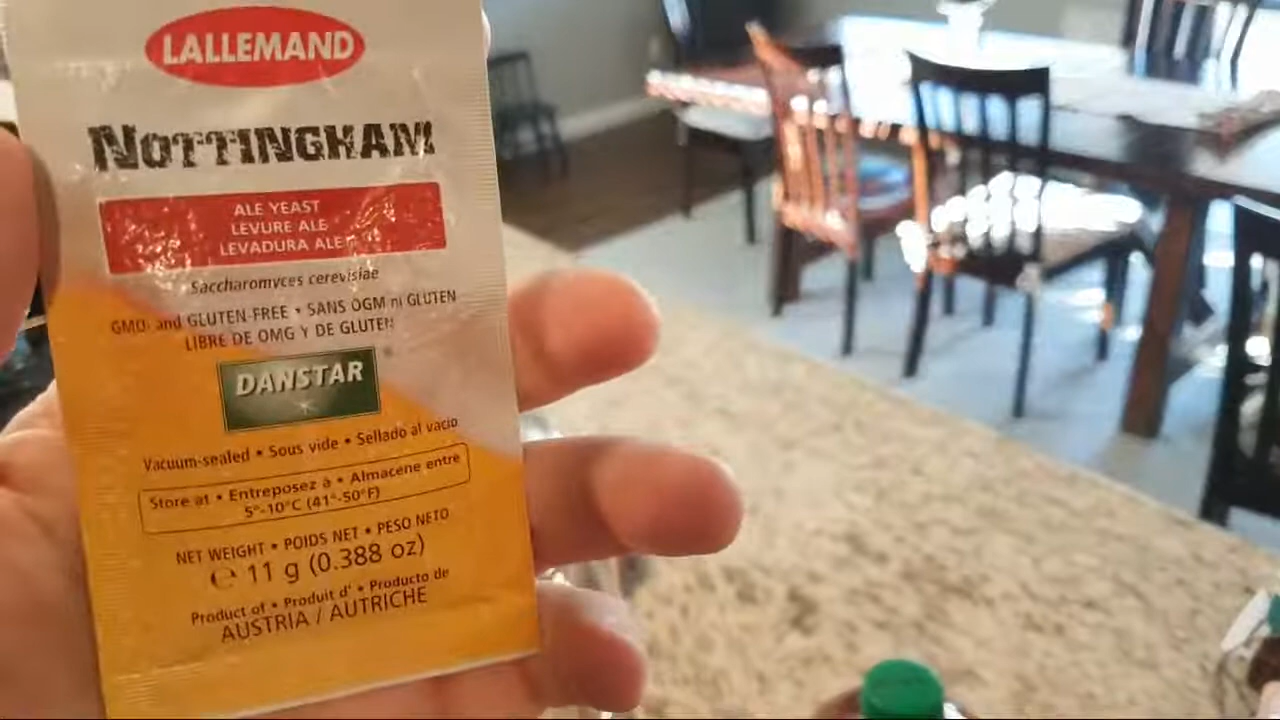 LALLEMAND
NOTTINGHAM
ALE YEAST
LEVURE ALE
LEVADURA ALE
Saccharomyces cerevisiae
GMO- and GLUTEN-FREE • SANS OGM ni GLUTEN
LIBRE DE OMG Y DE GLUTEN
DANSTAR
Vacuum-sealed • Sous vide • Sellado al vacio
Store at • Entreposez à • Almacene entre
5°-10°C (41°-50°F)
NET WEIGHT • POIDS NET • PESO NETO
℮ 11 g (0.388 oz)
Product of • Produit d' • Producto de
AUSTRIA / AUTRICHE